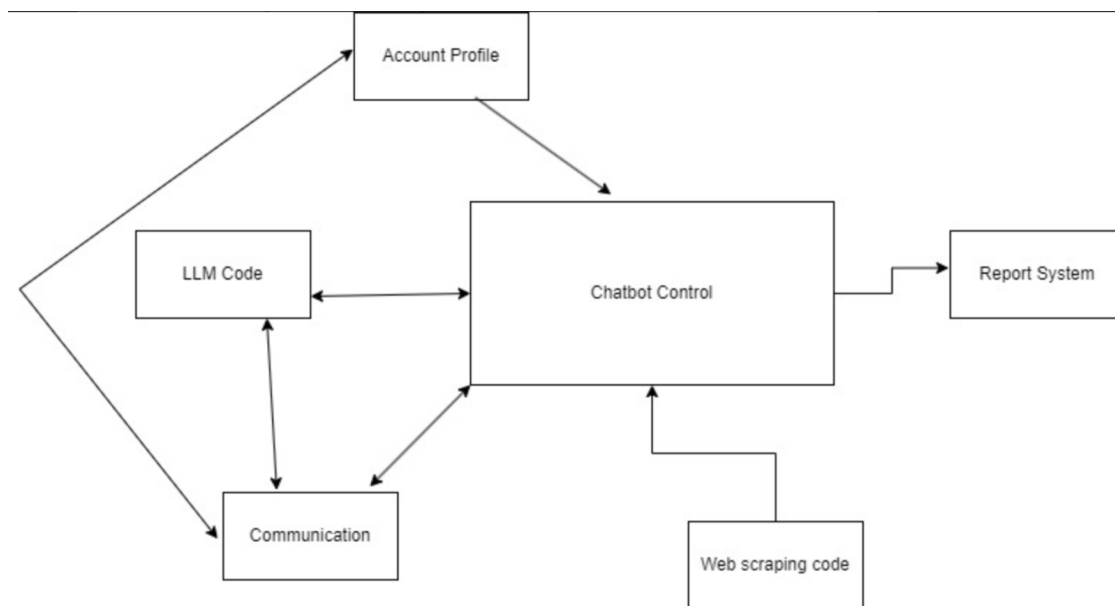 Account Profile
LLM Code
Chatbot Control
Report System
Communication
Web scraping code